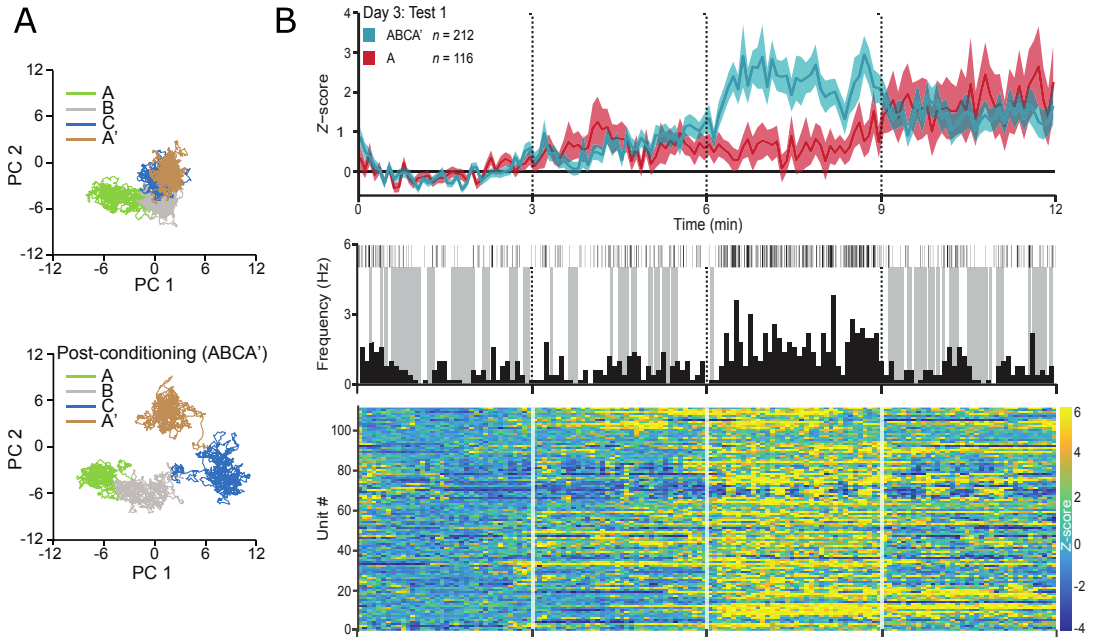 A
12
6
0
-6
-12
PC 2
A
B
C
A’
-12
-6
0
6
12
PC 1
Post-conditioning (ABCA’)
12
6
0
-6
-12
PC 2
A
B
C
A’
-12
-6
0
6
12
PC 1
B
Day 3: Test 1
ABCA’ n = 212
A n = 116
4
3
2
1
0
Z−score
0
3
6
9
12
Time (min)
6
3
0
Frequency (Hz)
100
80
60
40
20
0
Unit #
6
4
2
0
-2
-4
Z-score